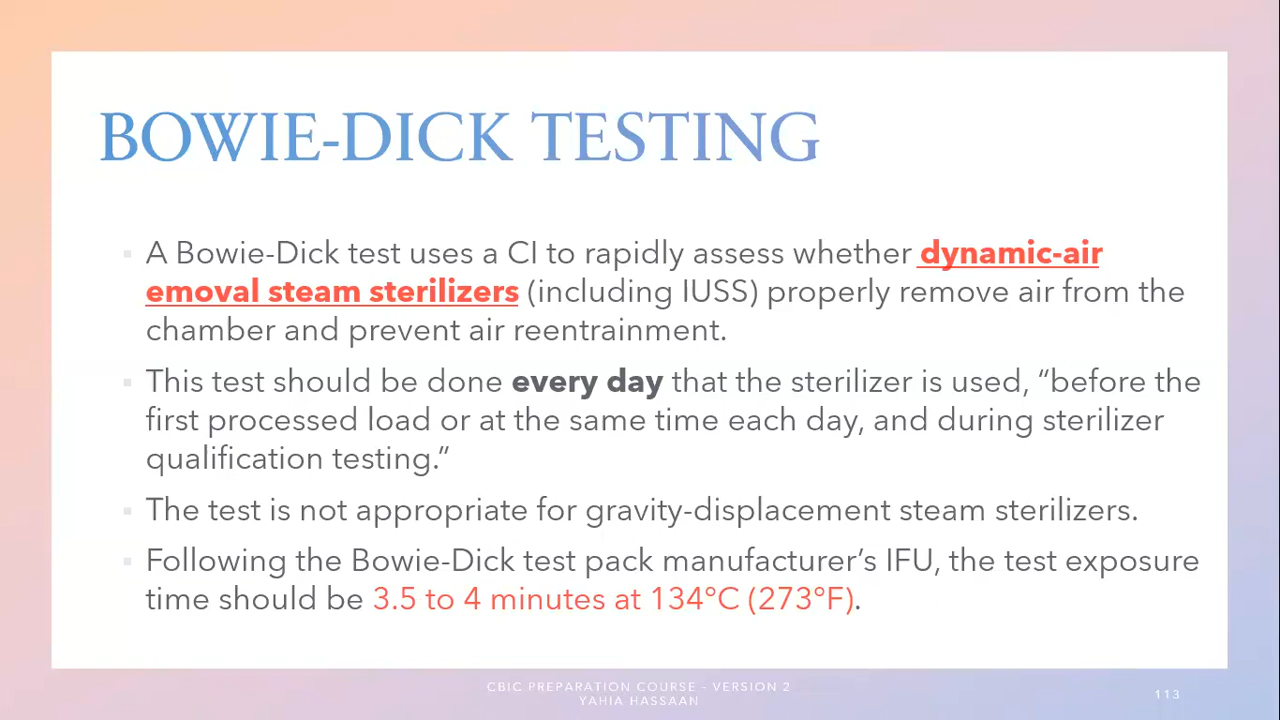 BOWIE-DICK TESTING
▪ A Bowie-Dick test uses a CI to rapidly assess whether dynamic-air
emoval steam sterilizers (including IUSS) properly remove air from the
chamber and prevent air reentrainment.
▪ This test should be done every day that the sterilizer is used, “before the
first processed load or at the same time each day, and during sterilizer
qualification testing.”
▪ The test is not appropriate for gravity-displacement steam sterilizers.
▪ Following the Bowie-Dick test pack manufacturer’s IFU, the test exposure
time should be 3.5 to 4 minutes at 134°C (273°F).
CBIC PREPARATION COURSE - VERSION 2
YAHIA HASSAAN
113